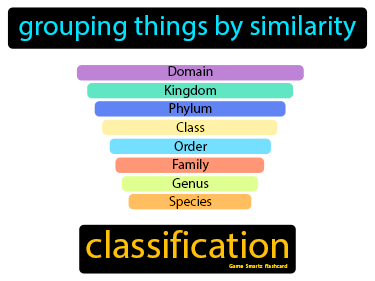 grouping things by similarity
Domain
Kingdom
Phylum
Class
Order
Family
Genus
Species
classification
Game Smartz flashcard